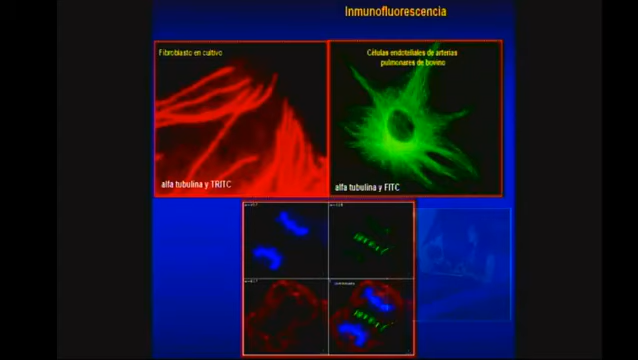 Inmunofluorescencia
Fibroblasto en cultivo
Células endoteliales de arterias
pulmonares de bovino
alfa tubulina y TRITC
alfa tubulina y FITC